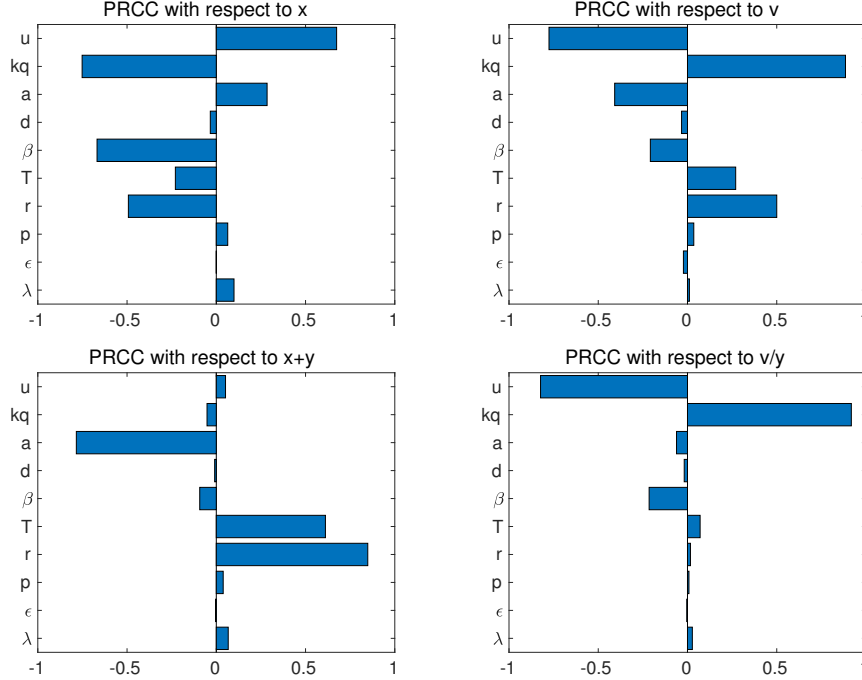 PRCC with respect to x
u
kq
a
d
β
T
r
p
ϵ
λ
-1 -0.5 0 0.5 1
PRCC with respect to v
u
kq
a
d
β
T
r
p
ϵ
λ
-1 -0.5 0 0.5 1
PRCC with respect to x+y
u
kq
a
d
β
T
r
p
ϵ
λ
-1 -0.5 0 0.5 1
PRCC with respect to v/y
u
kq
a
d
β
T
r
p
ϵ
λ
-1 -0.5 0 0.5 1